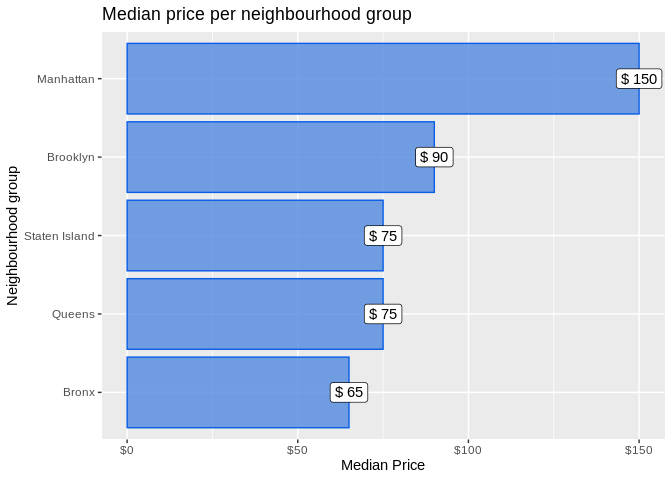 Median price per neighbourhood group
Neighbourhood group
Manhattan
$ 150
Brooklyn
$ 90
Staten Island
$ 75
Queens
$ 75
Bronx
$ 65
$0
$50
$100
$150
Median Price